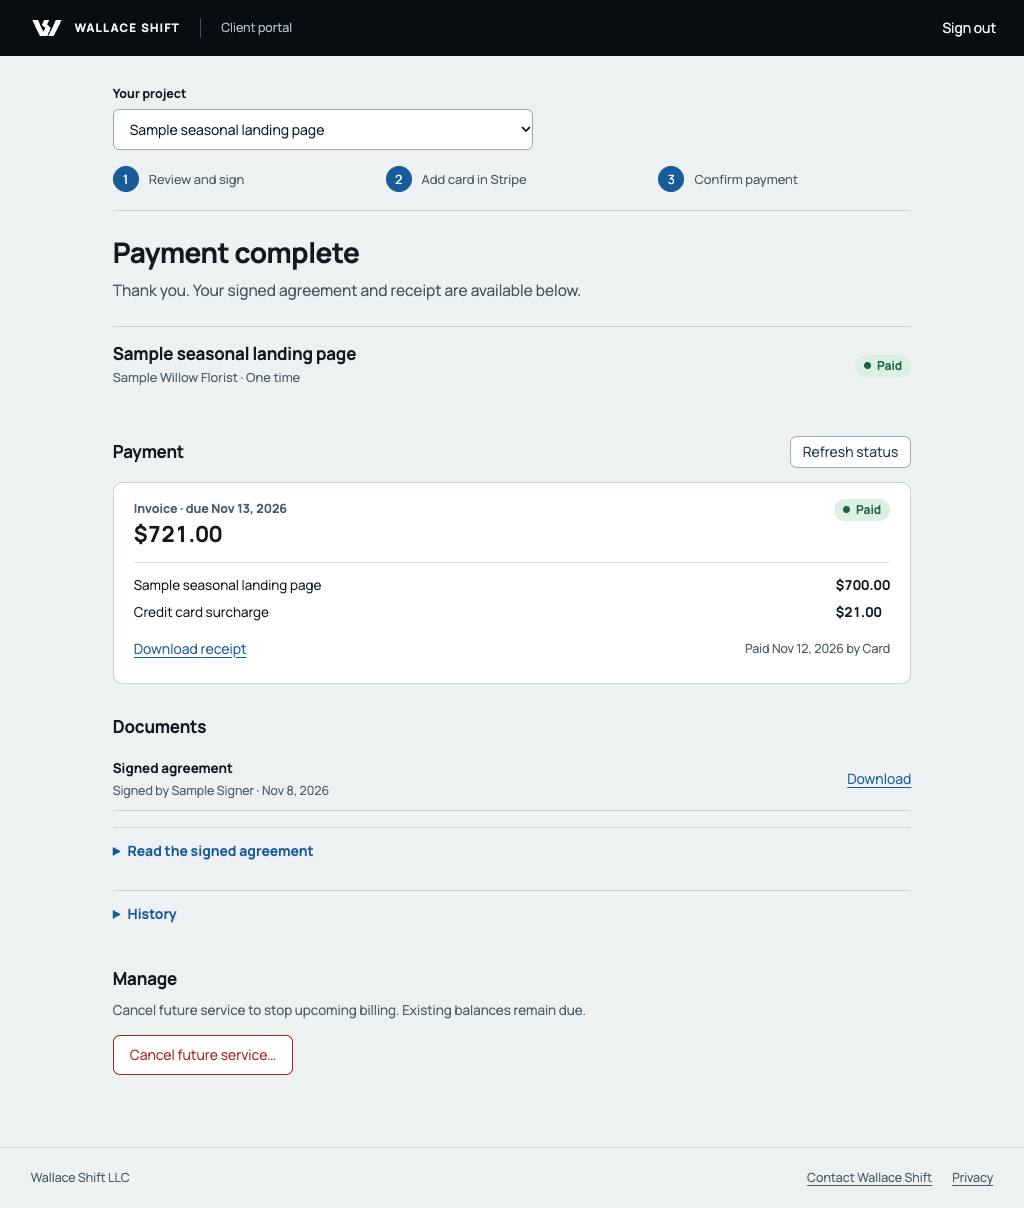 WALLACE SHIFT
Client portal
Sign out
Your project
Sample seasonal landing page
1 Review and sign
2 Add card in Stripe
3 Confirm payment
Payment complete
Thank you. Your signed agreement and receipt are available below.
Sample seasonal landing page
Sample Willow Florist · One time
Paid
Payment
Refresh status
Invoice · due Nov 13, 2026
$721.00
Paid
Sample seasonal landing page $700.00
Credit card surcharge $21.00
Download receipt
Paid Nov 12, 2026 by Card
Documents
Signed agreement
Signed by Sample Signer · Nov 8, 2026
Download
Read the signed agreement
History
Manage
Cancel future service to stop upcoming billing. Existing balances remain due.
Cancel future service…
Wallace Shift LLC
Contact Wallace Shift
Privacy